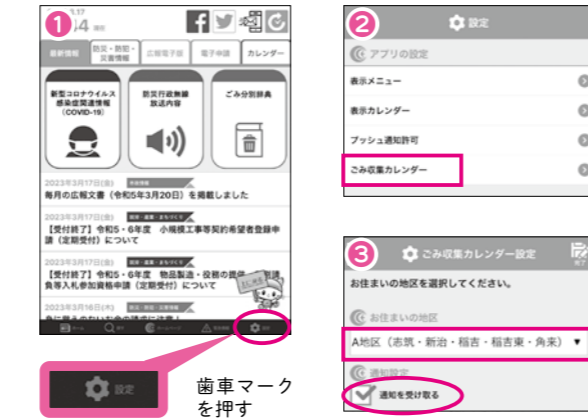 1
3.17
14
f
最新情報
防災・防犯・
災害情報
広報電子版
電子申請
カレンダー
新型コロナウイルス
感染症関連情報
(COVID-19)
防災行政無線
放送内容
ごみ分別辞典
2023年3月17日(金)
毎月の広報文書(令和5年3月20日)を掲載しました
2023年3月17日(金)
【受付終了】令和5・6年度 小規模工事等契約希望者登録申
請(定期受付)について
2023年3月17日(金)
【受付終了】令和5・6年度 物品製造・役務の提供
負等入札参加資格申請(定期受付)について
2023年3月16日(木)
設定
歯車マーク
を押す
2
設定
アプリの設定
表示メニュー
表示カレンダー
プッシュ通知許可
ごみ収集カレンダー
3
ごみ収集カレンダー設定
完了
お住まいの地区を選択してください。
お住まいの地区
A地区(志筑・新治・稲吉・稲吉東・角来)▼
通知設定
通知を受け取る